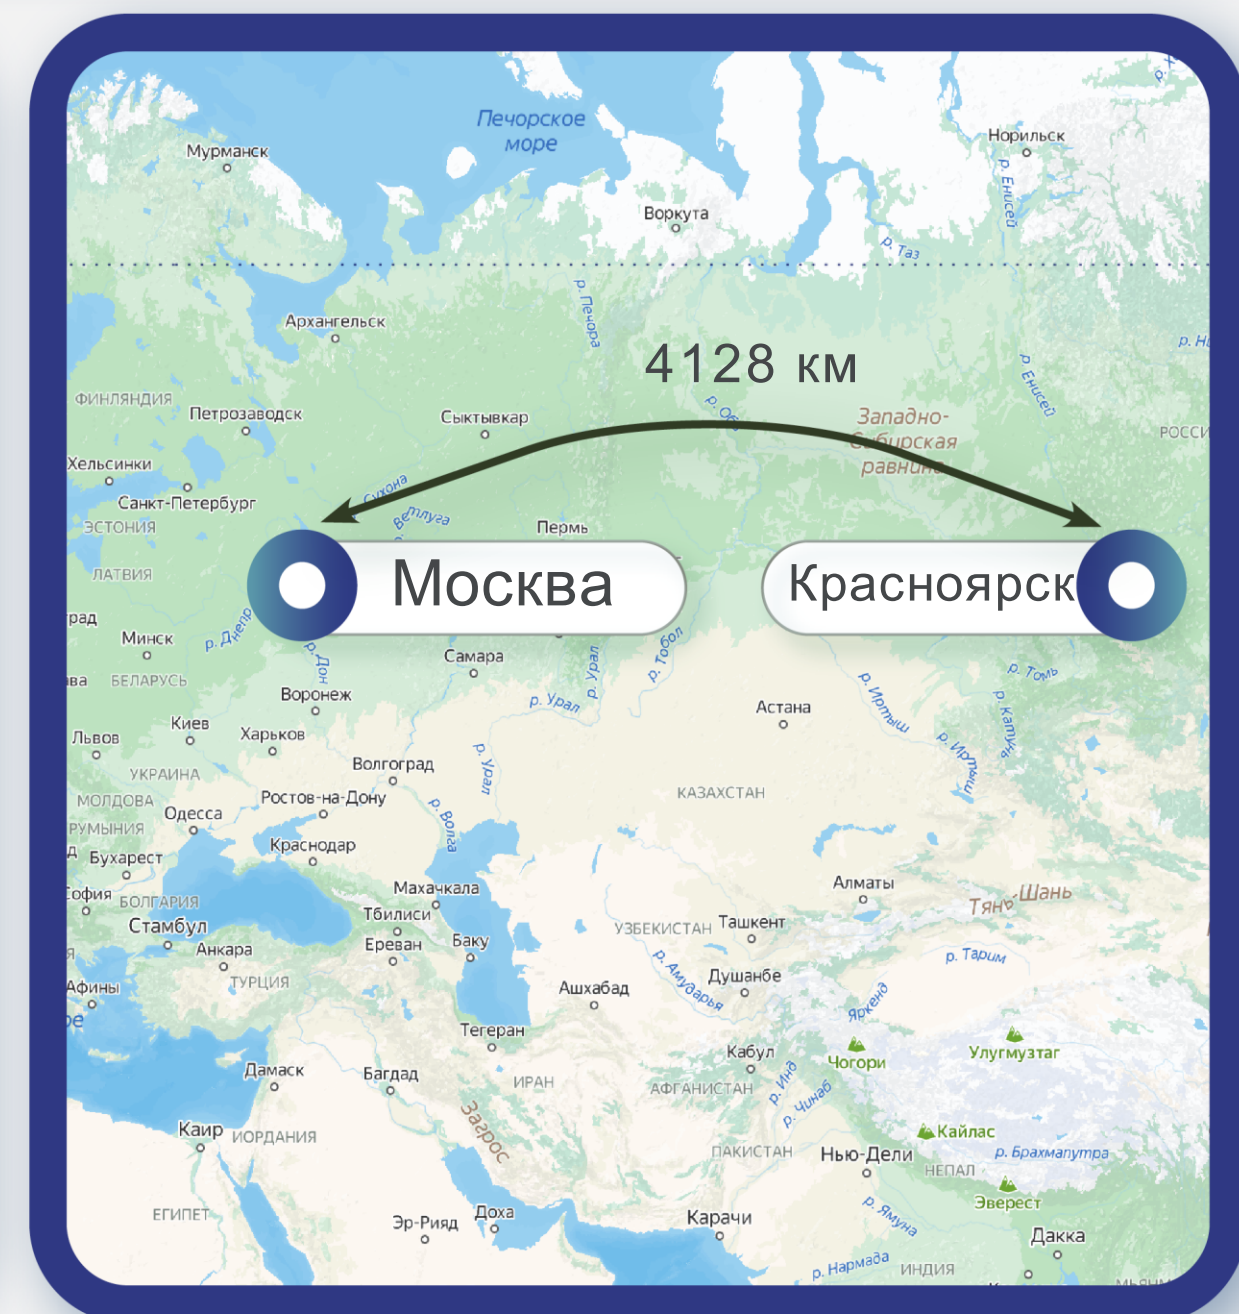 Печорское
море
Мурманск
Норильск
р. Енисей
Воркута
р. Таз
р. Печора
Архангельск
4128 км
р. Енисей
ФИНЛЯНДИЯ
Петрозаводск
Сыктывкар
р. Обь
Западно-
Сибирская
равнина
Хельсинки
Санкт-Петербург
ЭСТОНИЯ
Сухона
Ветлуга
Пермь
ЛАТВИЯ
Москва
Красноярск
Минск
р. Днепр
р. Дон
Самара
р. Урал
р. Тобол
р. Томь
БЕЛАРУСЬ
Воронеж
р. Урал
Астана
р. Иртыш
р. Катунь
Киев
Харьков
Львов
р. Урал
р. Иртыш
УКРАИНА
Волгоград
МОЛДОВА
Ростов-на-Дону
КАЗАХСТАН
РУМЫНИЯ
Одесса
р. Волга
Краснодар
Бухарест
Махачкала
Алматы
Тянь-Шань
София
БОЛГАРИЯ
Стамбул
Тбилиси
УЗБЕКИСТАН
Ташкент
Анкара
Ереван
Баку
р. Тарим
ТУРЦИЯ
Афины
Ашхабад
р. Амударья
Душанбе
Яркенд
Тегеран
Кабул
Чогори
Улугмузтаг
Дамаск
Багдад
ИРАН
АФГАНИСТАН
р. Инд
р. Чинаб
Загрос
Каир
ИОРДАНИЯ
Кайлас
ПАКИСТАН
Нью-Дели
НЕПАЛ
р. Брахмапутра
Эверест
ЕГИПЕТ
Эр-Рияд
Доха
Карачи
р. Ямуна
Дакка
р. Нармада
ИНДИЯ